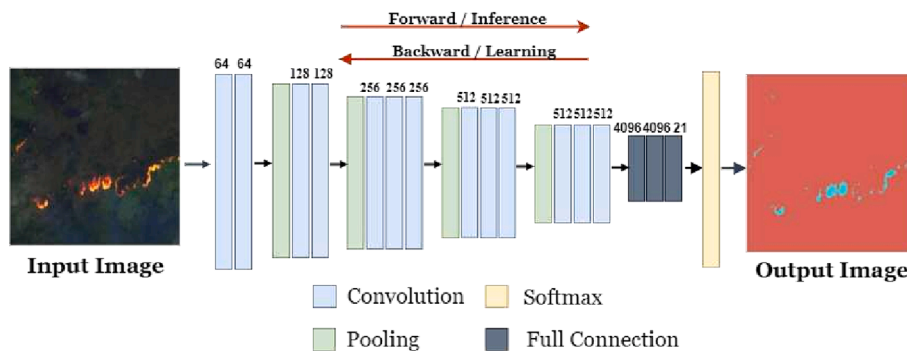 Forward / Inference
Backward / Learning
64 64
128 128
256 256 256
512 512 512
512 512 512
4096 4096 21
Input Image
Output Image
Convolution
Softmax
Pooling
Full Connection